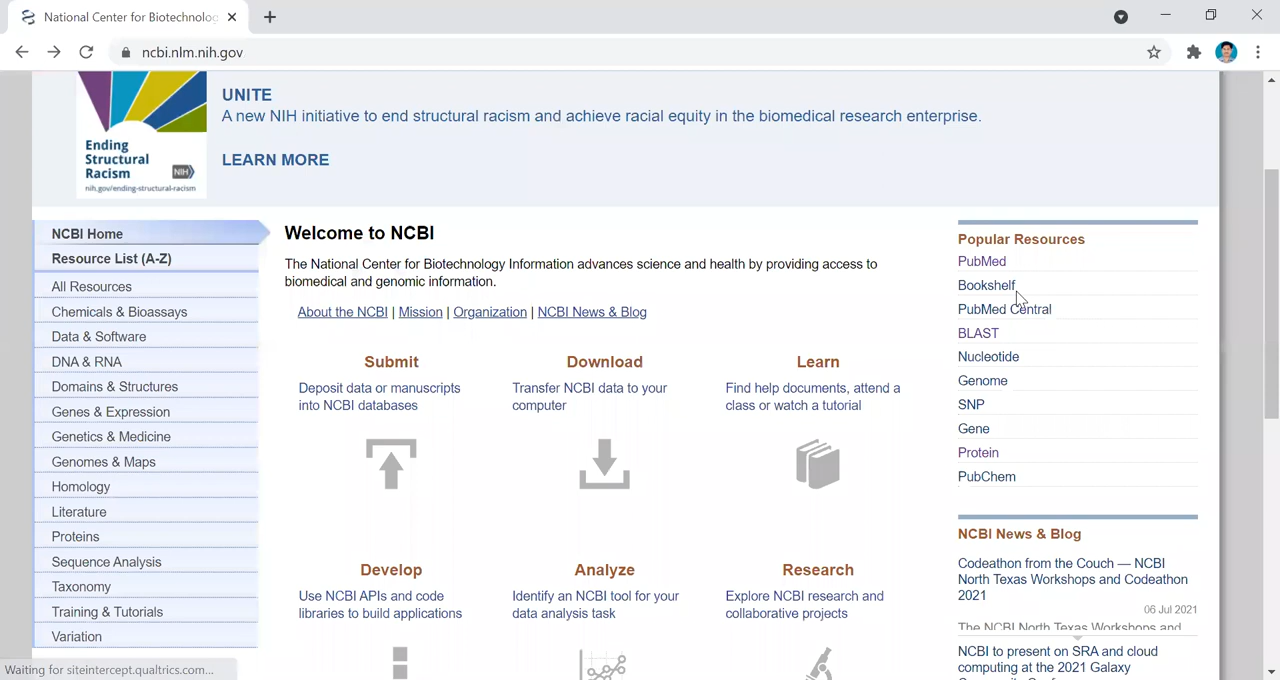 National Center for Biotechnolog
ncbi.nlm.nih.gov
UNITE
A new NIH initiative to end structural racism and achieve racial equity in the biomedical research enterprise.
LEARN MORE
Ending
Structural
Racism
NIH
nih.gov/ending-structural-racism
NCBI Home
Resource List (A-Z)
All Resources
Chemicals & Bioassays
Data & Software
DNA & RNA
Domains & Structures
Genes & Expression
Genetics & Medicine
Genomes & Maps
Homology
Literature
Proteins
Sequence Analysis
Taxonomy
Training & Tutorials
Variation
Welcome to NCBI
The National Center for Biotechnology Information advances science and health by providing access to
biomedical and genomic information.
About the NCBI | Mission | Organization | NCBI News & Blog
Submit
Deposit data or manuscripts
into NCBI databases
Download
Transfer NCBI data to your
computer
Learn
Find help documents, attend a
class or watch a tutorial
Develop
Use NCBI APIs and code
libraries to build applications
Analyze
Identify an NCBI tool for your
data analysis task
Research
Explore NCBI research and
collaborative projects
Popular Resources
PubMed
Bookshelf
PubMed Central
BLAST
Nucleotide
Genome
SNP
Gene
Protein
PubChem
NCBI News & Blog
Codeathon from the Couch — NCBI
North Texas Workshops and Codeathon
2021
06 Jul 2021
The NCBI North Texas Workshops and
NCBI to present on SRA and cloud
computing at the 2021 Galaxy
Waiting for siteintercept.qualtrics.com...